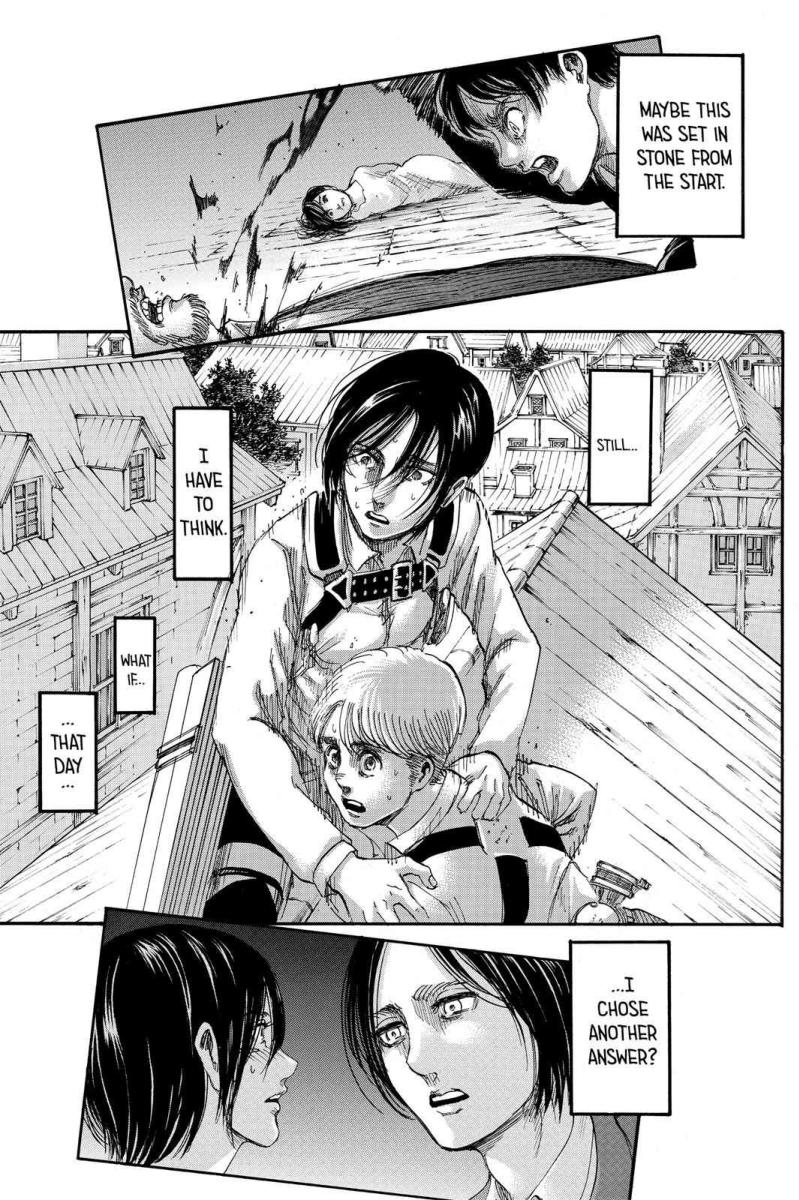 MAYBE THIS
WAS SET IN
STONE FROM
THE START.
STILL...
I
HAVE
TO
THINK.
WHAT
IF...
...
THAT
DAY
...
...I
CHOSE
ANOTHER
ANSWER?